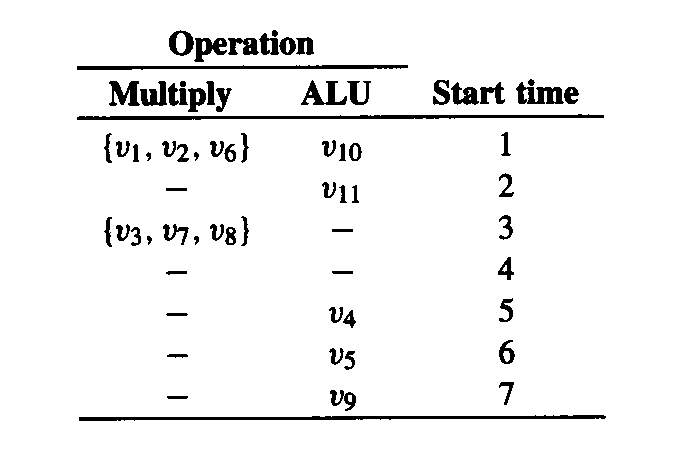 Operation
Multiply ALU Start time
{v1, v2, v6} v10 1
– v11 2
{v3, v7, v8} – 3
– – 4
– v4 5
– v5 6
– v9 7